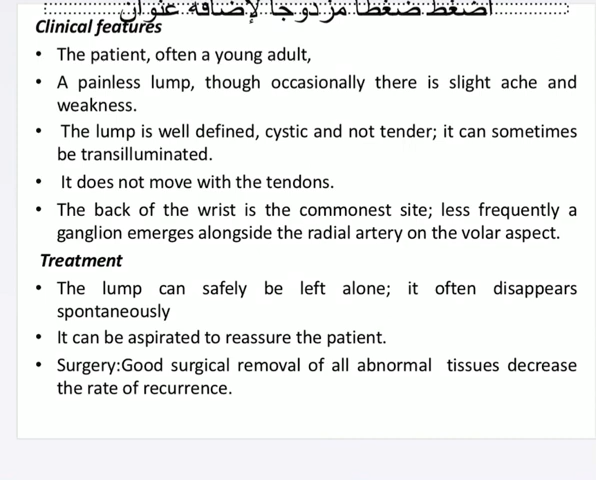 اضغط ضغطا مزدوجا لإضافة عنوان
Clinical features
• The patient, often a young adult,
• A painless lump, though occasionally there is slight ache and
weakness.
• The lump is well defined, cystic and not tender; it can sometimes
be transilluminated.
• It does not move with the tendons.
• The back of the wrist is the commonest site; less frequently a
ganglion emerges alongside the radial artery on the volar aspect.
Treatment
• The lump can safely be left alone; it often disappears
spontaneously
• It can be aspirated to reassure the patient.
• Surgery:Good surgical removal of all abnormal tissues decrease
the rate of recurrence.